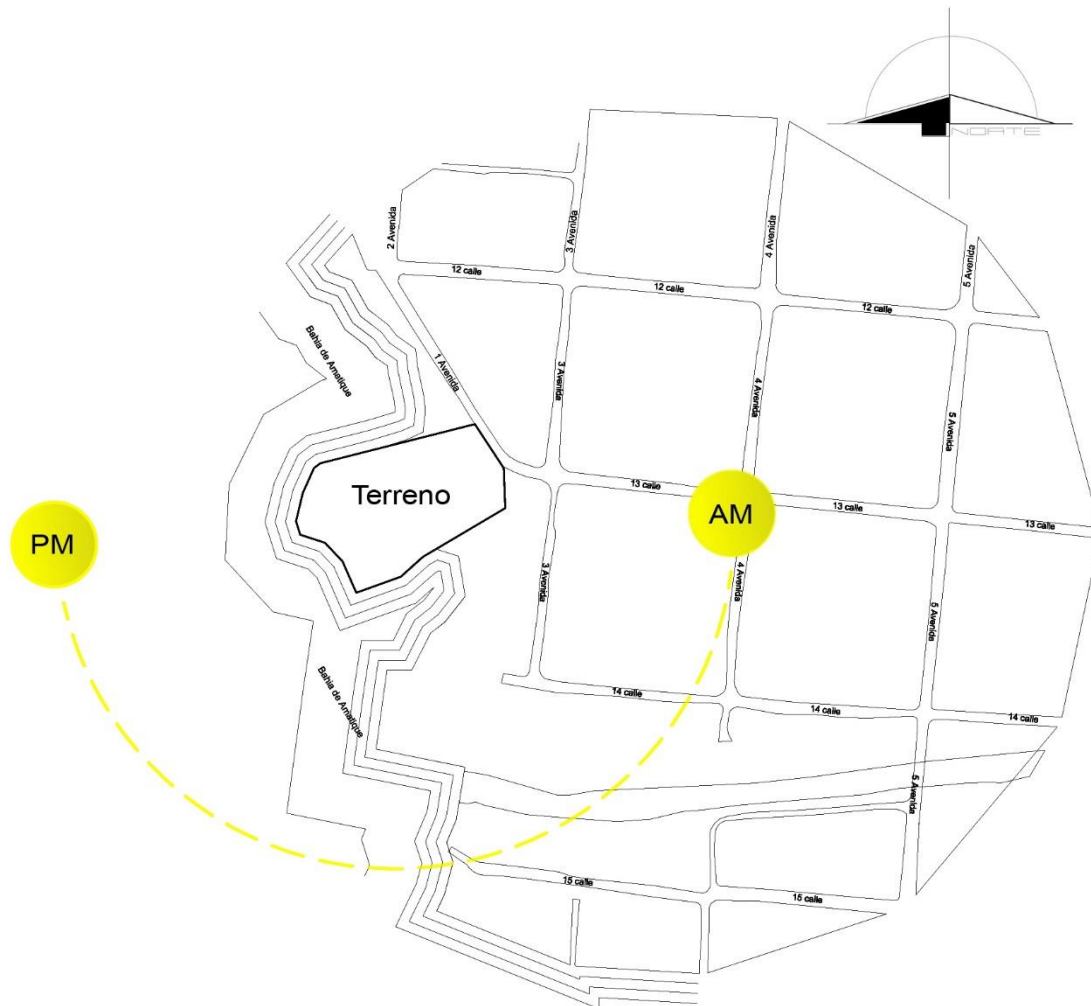 NORTE
2 Avenida
3 Avenida
4 Avenida
5 Avenida
12 calle
12 calle
12 calle
Bahia de Amatique
1 Avenida
3 Avenida
4 Avenida
5 Avenida
Terreno
13 calle
13 calle
13 calle
AM
PM
3 Avenida
4 Avenida
5 Avenida
Bahia de Amatique
14 calle
14 calle
14 calle
5 Avenida
15 calle
15 calle